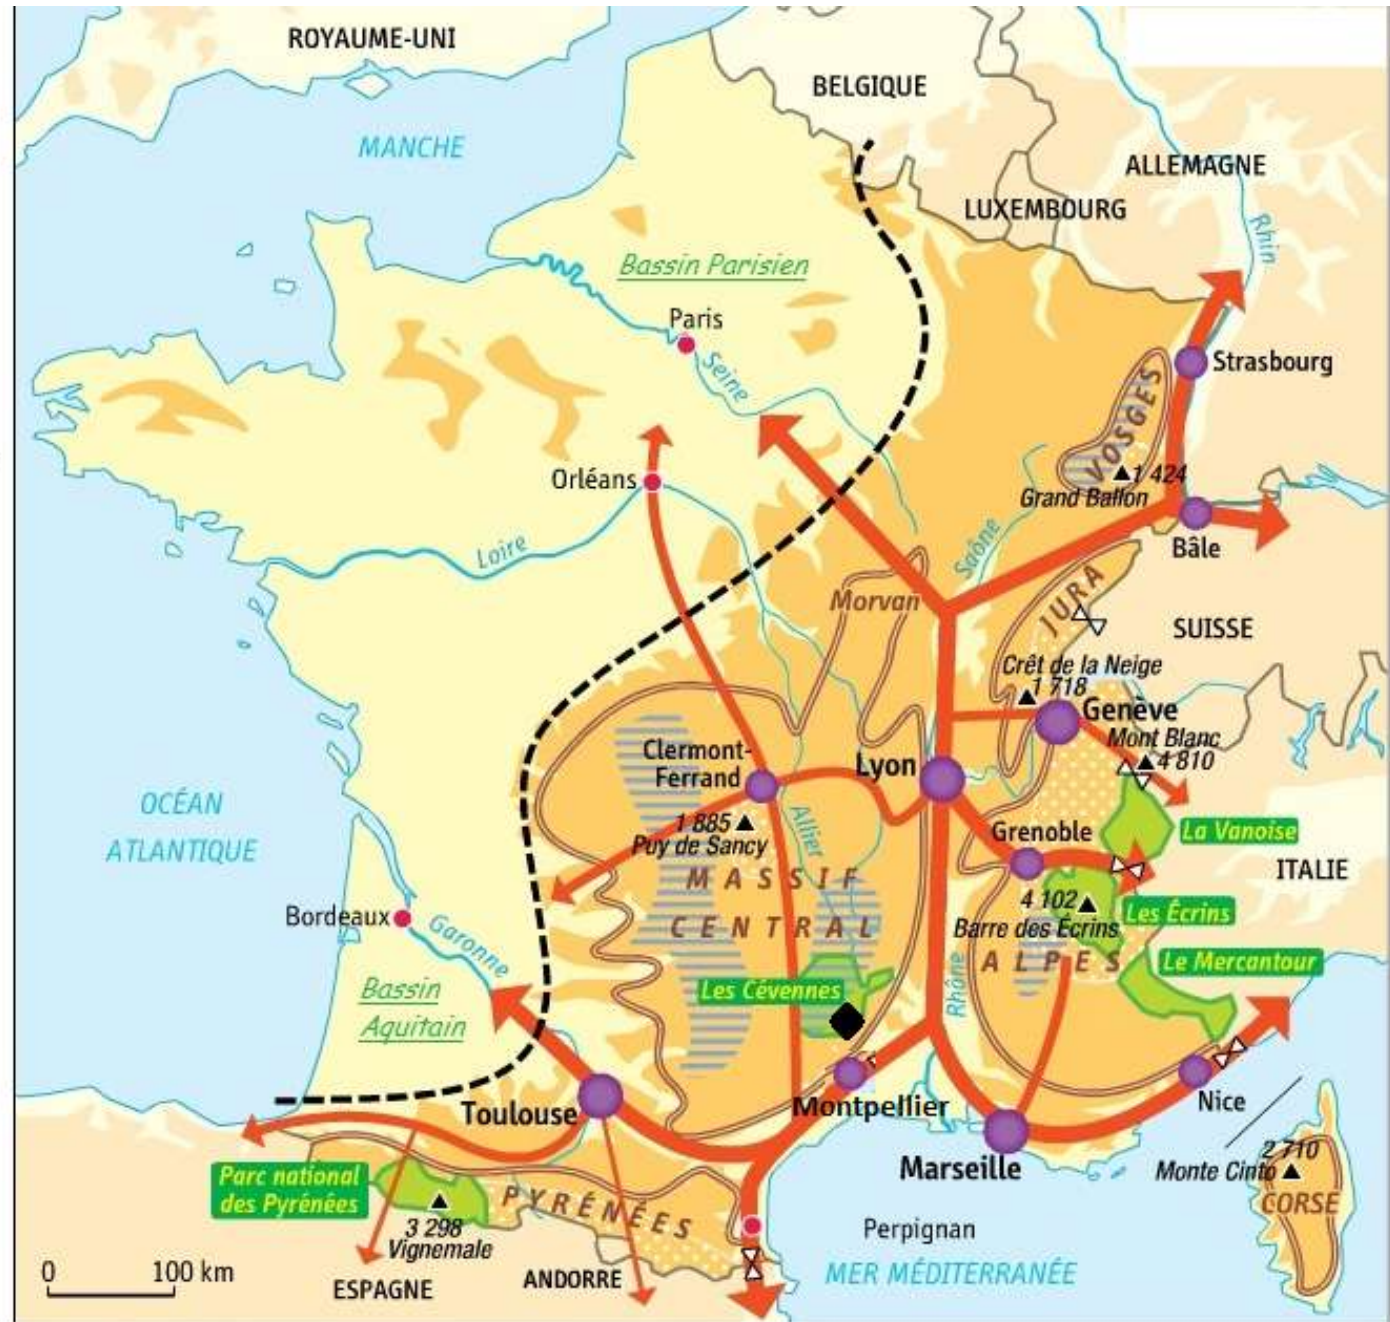 ROYAUME-UNI
BELGIQUE
MANCHE
ALLEMAGNE
LUXEMBOURG
Rhin
Bassin Parisien
Paris
Seine
Strasbourg
VOSGES
1 424
Grand Ballon
Orléans
Loire
Saône
Bâle
JURA
Morvan
SUISSE
Crêt de la Neige
1 718
Genève
Mont Blanc
4 810
Clermont-
Ferrand
Lyon
OCÉAN
ATLANTIQUE
Allier
1 885
Puy de Sancy
Grenoble
La Vanoise
ITALIE
MASSIF
CENTRAL
4 102
Barre des Écrins
Les Écrins
Bordeaux
Garonne
ALPES
Le Mercantour
Rhône
Les Cévennes
Bassin
Aquitain
Toulouse
Montpellier
Nice
Marseille
2 710
Monte Cinto
CORSE
Parc national
des Pyrénées
PYRÉNÉES
3 298
Vignemale
Perpignan
MER MÉDITERRANÉE
0
100 km
ESPAGNE
ANDORRE